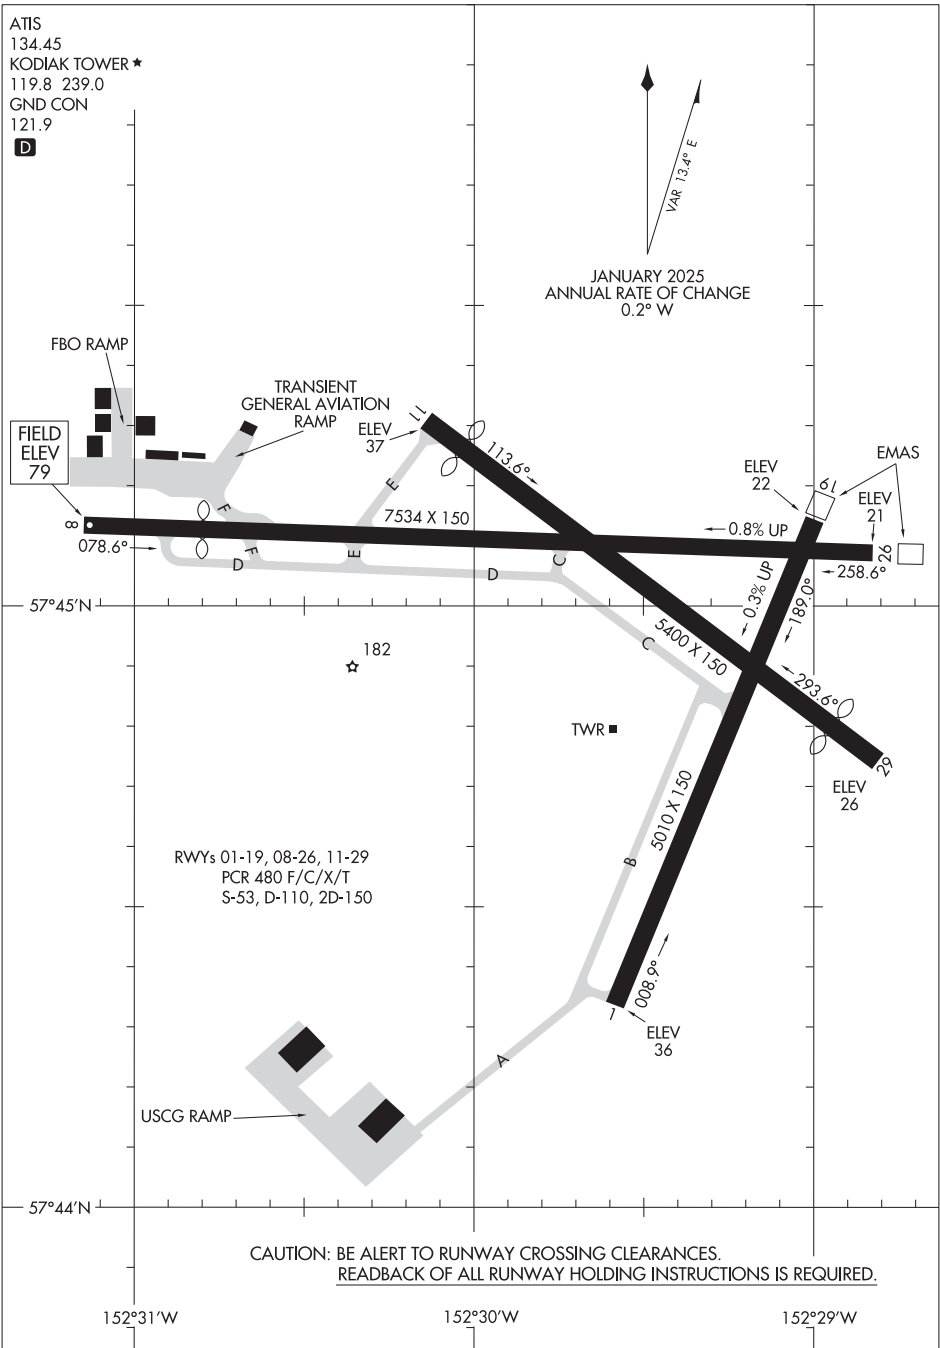 ATIS
134.45
KODIAK TOWER ★
119.8 239.0
GND CON
121.9
D
VAR 13.4° E
JANUARY 2025
ANNUAL RATE OF CHANGE
0.2° W
FBO RAMP
TRANSIENT
GENERAL AVIATION
RAMP
FIELD
ELEV
79
ELEV
37
11
113.6°
EMAS
ELEV
22
19
ELEV
21
8
078.6°
7534 X 150
0.8% UP
26
258.6°
F
F
E
E
D
D
C
C
0.3% UP
189.0°
57°45'N
182
5400 X 150
293.6°
TWR
29
ELEV
26
5010 X 150
B
RWYs 01-19, 08-26, 11-29
PCR 480 F/C/X/T
S-53, D-110, 2D-150
008.9°
1
ELEV
36
A
USCG RAMP
57°44'N
CAUTION: BE ALERT TO RUNWAY CROSSING CLEARANCES.
READBACK OF ALL RUNWAY HOLDING INSTRUCTIONS IS REQUIRED.
152°31'W
152°30'W
152°29'W